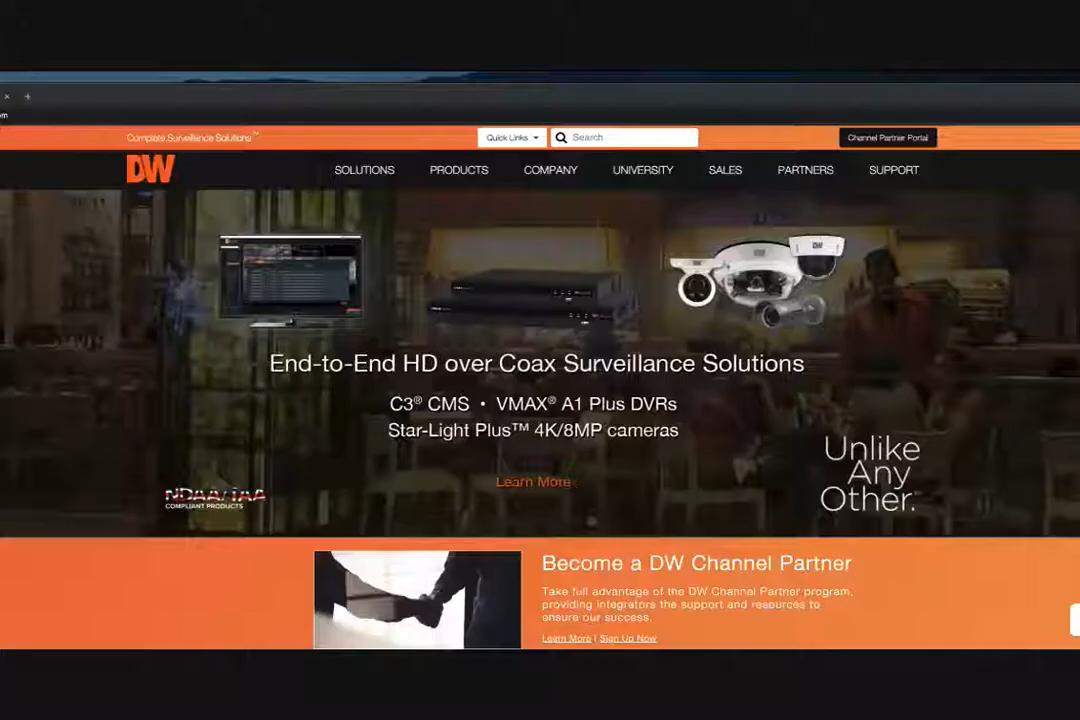 om
Complete Surveillance Solutions™
Quick Links
Search
Channel Partner Portal
DW
SOLUTIONS
PRODUCTS
COMPANY
UNIVERSITY
SALES
PARTNERS
SUPPORT
End-to-End HD over Coax Surveillance Solutions
C3® CMS • VMAX® A1 Plus DVRs
Star-Light Plus™ 4K/8MP cameras
Learn More
Unlike
Any
Other.
NDAA/TAA
COMPLIANT PRODUCTS
Become a DW Channel Partner
Take full advantage of the DW Channel Partner program,
providing integrators the support and resources to
ensure our success.
Learn More | Sign Up Now